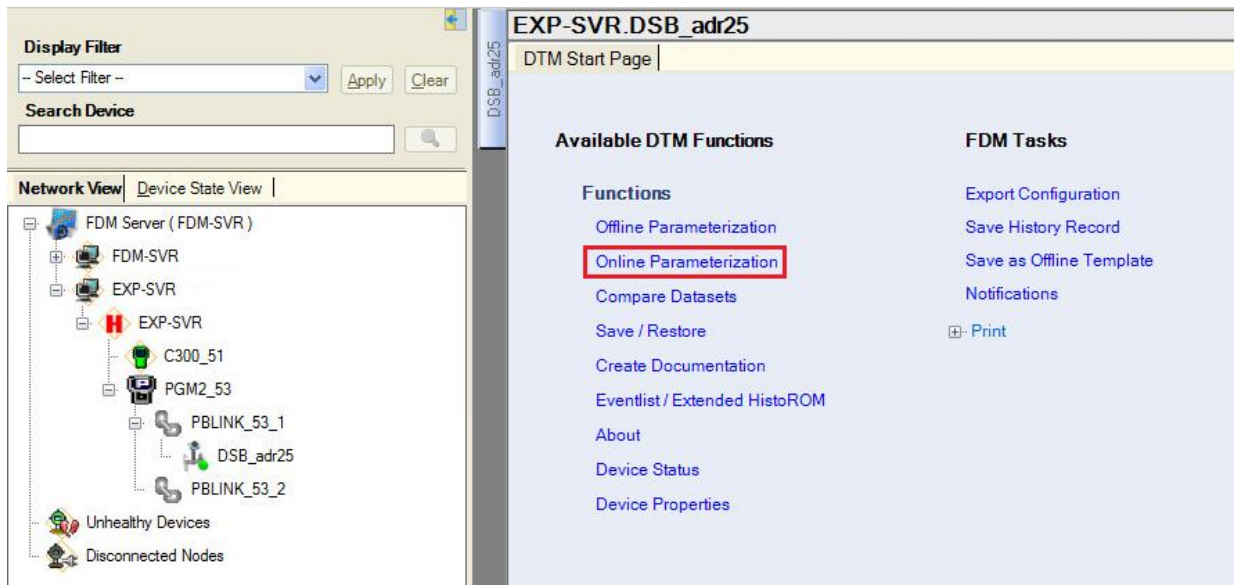 Display Filter
-- Select Filter --
Apply
Clear
Search Device
Network View
Device State View
FDM Server ( FDM-SVR )
FDM-SVR
EXP-SVR
EXP-SVR
C300_51
PGM2_53
PBLINK_53_1
DSB_adr25
PBLINK_53_2
Unhealthy Devices
Disconnected Nodes
DSB_adr25
EXP-SVR.DSB_adr25
DTM Start Page
Available DTM Functions
Functions
Offline Parameterization
Online Parameterization
Compare Datasets
Save / Restore
Create Documentation
Eventlist / Extended HistoROM
About
Device Status
Device Properties
FDM Tasks
Export Configuration
Save History Record
Save as Offline Template
Notifications
Print